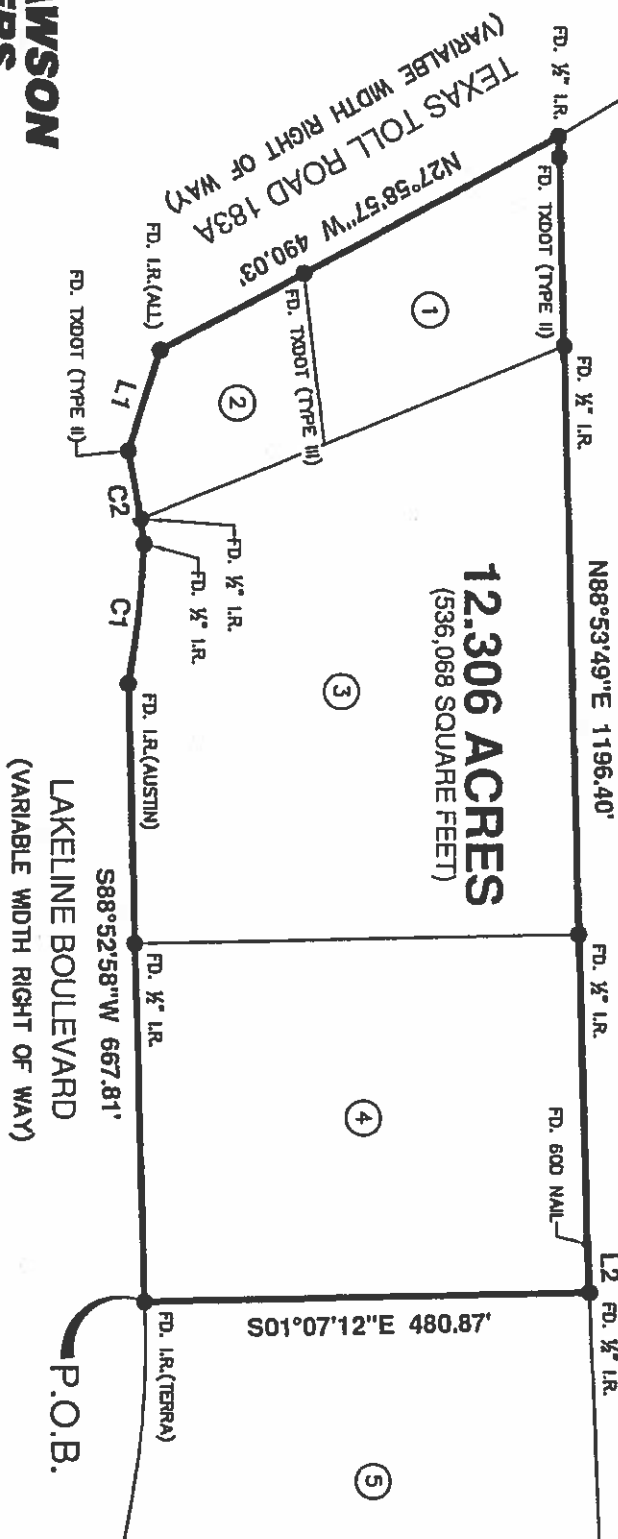 AWSON
ERS
TEXAS TOLL ROAD 183A
(VARIALBE WIDTH RIGHT OF WAY)
N27°58'57"W 490.03'
FD. ½" I.R.
FD. TXDOT (TYPE II)
FD. ½" I.R.
N88°53'49"E 1196.40'
FD. ½" I.R.
FD. 60D NAIL
L2
FD. ½" I.R.
1
FD. TXDOT (TYPE III)
2
12.306 ACRES
(536,068 SQUARE FEET)
3
4
S01°07'12"E 480.87'
5
FD. I.R.(ALL)
L1
FD. TXDOT (TYPE II)
C2
FD. ½" I.R.
FD. ½" I.R.
C1
FD. I.R.(AUSTIN)
FD. ½" I.R.
FD. I.R.(TERRA)
S88°52'58"W 667.81'
LAKELINE BOULEVARD
(VARIABLE WIDTH RIGHT OF WAY)
P.O.B.